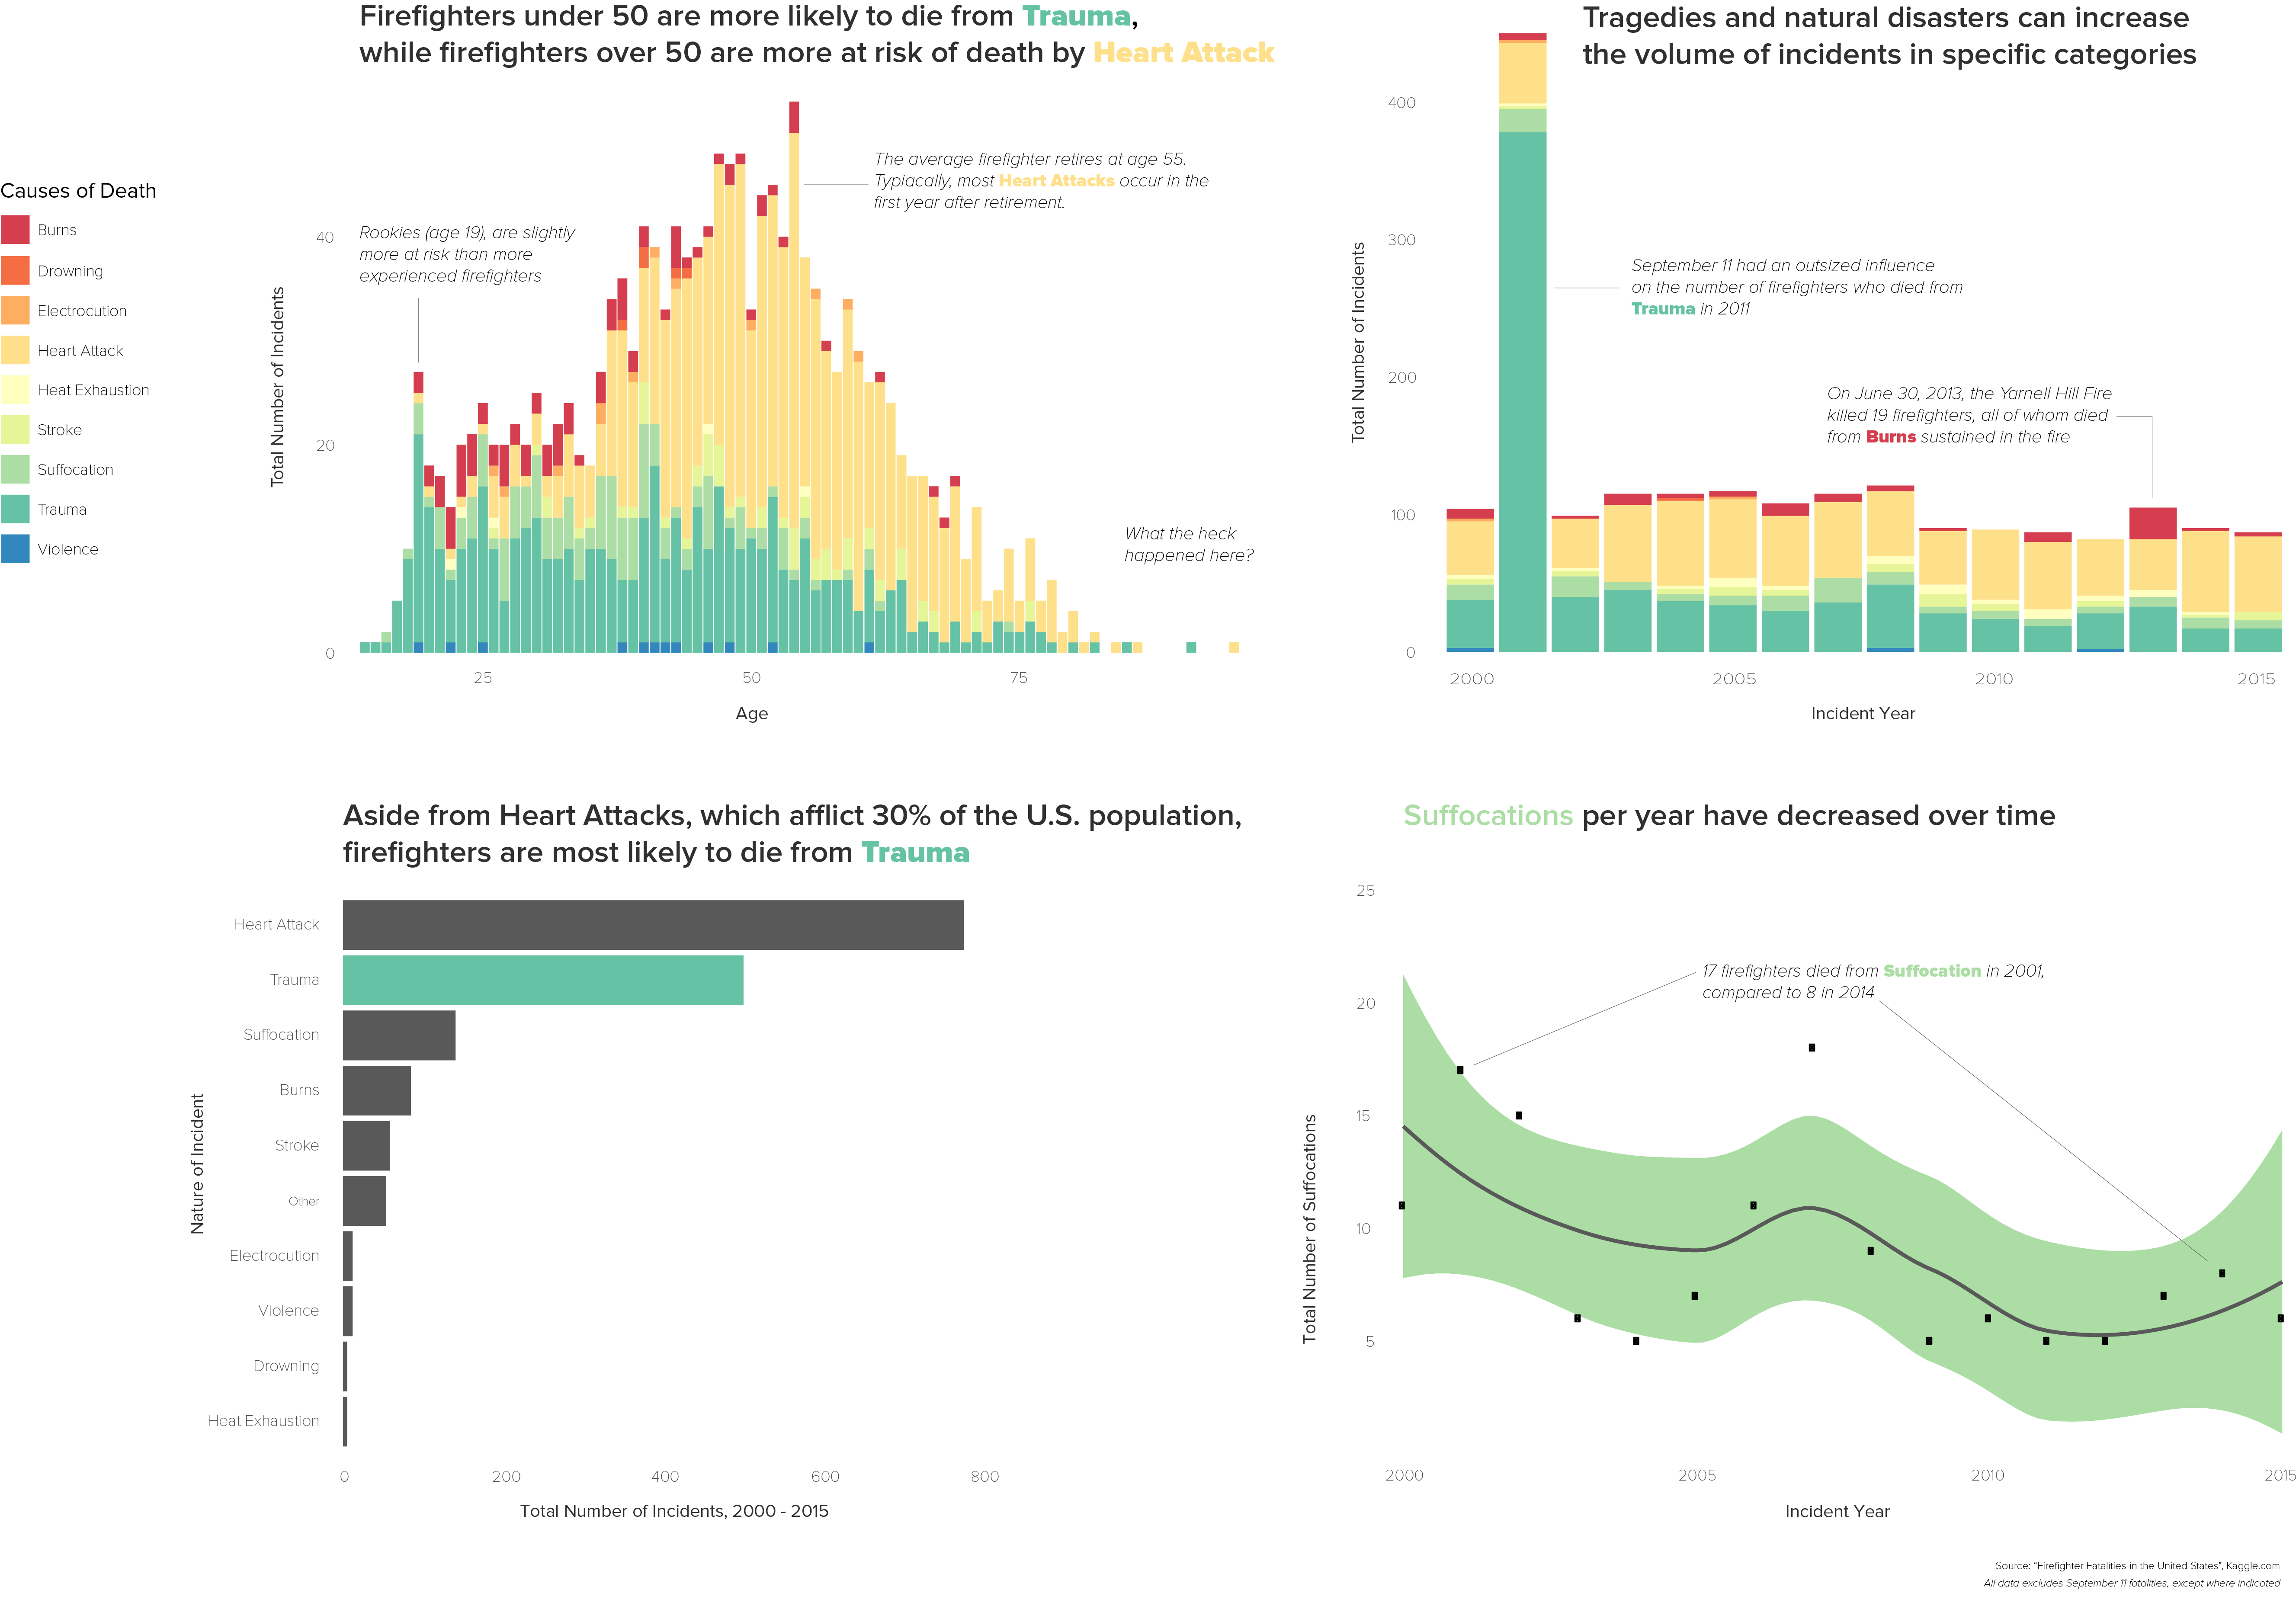 Firefighters under 50 are more likely to die from Trauma,
while firefighters over 50 are more at risk of death by Heart Attack
Causes of Death
Burns
Drowning
Electrocution
Heart Attack
Heat Exhaustion
Stroke
Suffocation
Trauma
Violence
Total Number of Incidents
40
20
0
Rookies (age 19), are slightly
more at risk than more
experienced firefighters
The average firefighter retires at age 55.
Typiacally, most Heart Attacks occur in the
first year after retirement.
What the heck
happened here?
25
50
75
Age
Tragedies and natural disasters can increase
the volume of incidents in specific categories
Total Number of Incidents
400
300
200
100
0
September 11 had an outsized influence
on the number of firefighters who died from
Trauma in 2011
On June 30, 2013, the Yarnell Hill Fire
killed 19 firefighters, all of whom died
from Burns sustained in the fire
2000
2005
2010
2015
Incident Year
Aside from Heart Attacks, which afflict 30% of the U.S. population,
firefighters are most likely to die from Trauma
Nature of Incident
Heart Attack
Trauma
Suffocation
Burns
Stroke
Other
Electrocution
Violence
Drowning
Heat Exhaustion
0
200
400
600
800
Total Number of Incidents, 2000 - 2015
Suffocations per year have decreased over time
Total Number of Suffocations
25
20
15
10
5
17 firefighters died from Suffocation in 2001,
compared to 8 in 2014
2000
2005
2010
2015
Incident Year
Source: “Firefighter Fatalities in the United States”, Kaggle.com
All data excludes September 11 fatalities, except where indicated